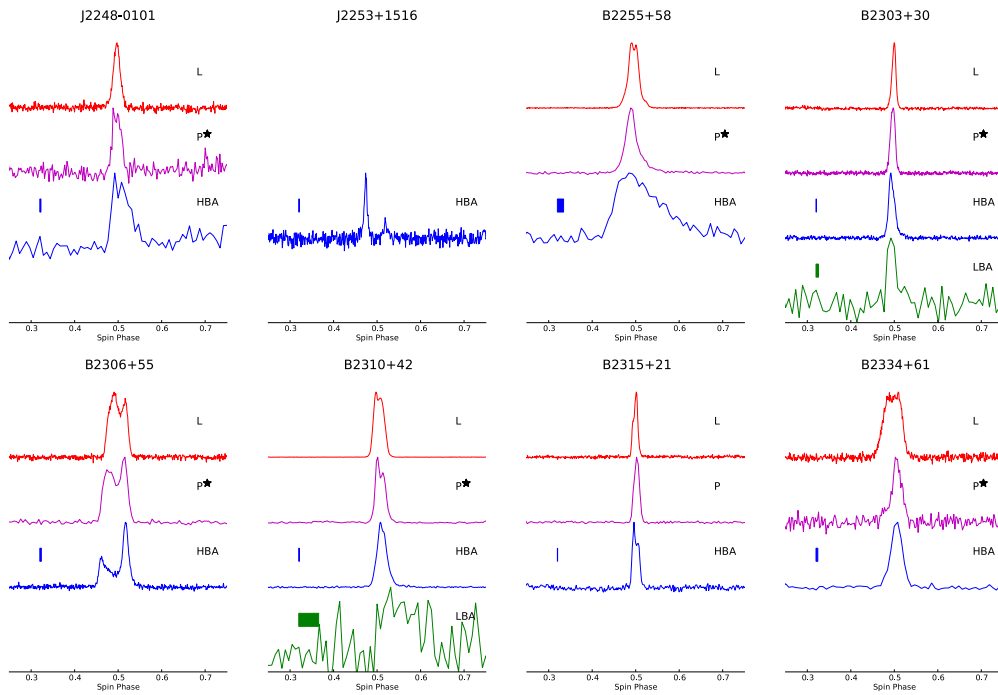 J2248-0101
J2253+1516
B2255+58
B2303+30
L
L
L
P★
P★
P★
HBA
HBA
HBA
HBA
LBA
0.3 0.4 0.5 0.6 0.7
0.3 0.4 0.5 0.6 0.7
0.3 0.4 0.5 0.6 0.7
0.3 0.4 0.5 0.6 0.7
Spin Phase
Spin Phase
Spin Phase
Spin Phase
B2306+55
B2310+42
B2315+21
B2334+61
L
L
L
L
P★
P★
P
P★
HBA
HBA
HBA
HBA
LBA
0.3 0.4 0.5 0.6 0.7
0.3 0.4 0.5 0.6 0.7
0.3 0.4 0.5 0.6 0.7
0.3 0.4 0.5 0.6 0.7
Spin Phase
Spin Phase
Spin Phase
Spin Phase